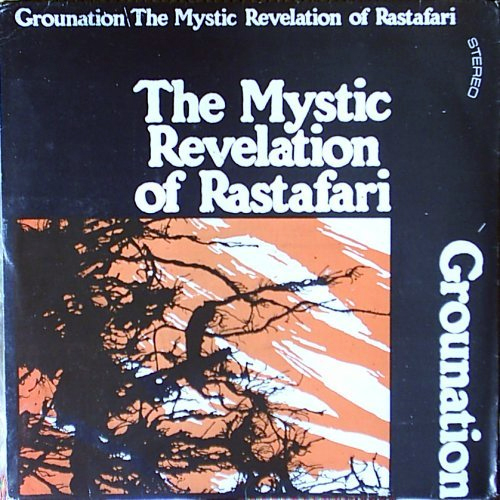 Grounation\The Mystic Revelation of Rastafari
STEREO
The Mystic
Revelation
of Rastafari
Grounation